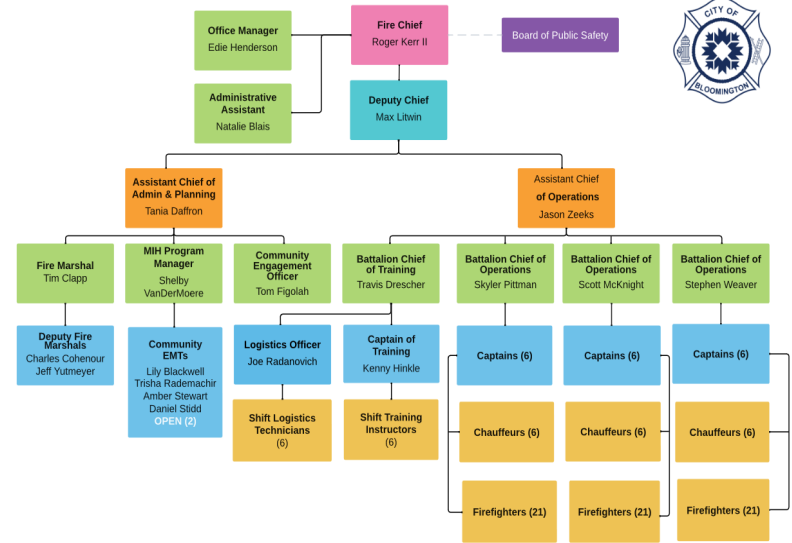 Office Manager
Edie Henderson
Fire Chief
Roger Kerr II
Board of Public Safety
CITY OF
BLOOMINGTON
Administrative
Assistant
Natalie Blais
Deputy Chief
Max Litwin
Assistant Chief of
Admin & Planning
Tania Daffron
Assistant Chief
of Operations
Jason Zeeks
Fire Marshal
Tim Clapp
MIH Program
Manager
Shelby
VanDerMoere
Community
Engagement
Officer
Tom Figolah
Battalion Chief
of Training
Travis Drescher
Battalion Chief of
Operations
Skyler Pittman
Battalion Chief of
Operations
Scott McKnight
Battalion Chief of
Operations
Stephen Weaver
Deputy Fire
Marshals
Charles Cohenour
Jeff Yutmeyer
Community
EMTs
Lily Blackwell
Trisha Rademachir
Amber Stewart
Daniel Stidd
OPEN (2)
Logistics Officer
Joe Radanovich
Captain of
Training
Kenny Hinkle
Captains (6)
Captains (6)
Captains (6)
Shift Logistics
Technicians
(6)
Shift Training
Instructors
(6)
Chauffeurs (6)
Chauffeurs (6)
Chauffeurs (6)
Firefighters (21)
Firefighters (21)
Firefighters (21)